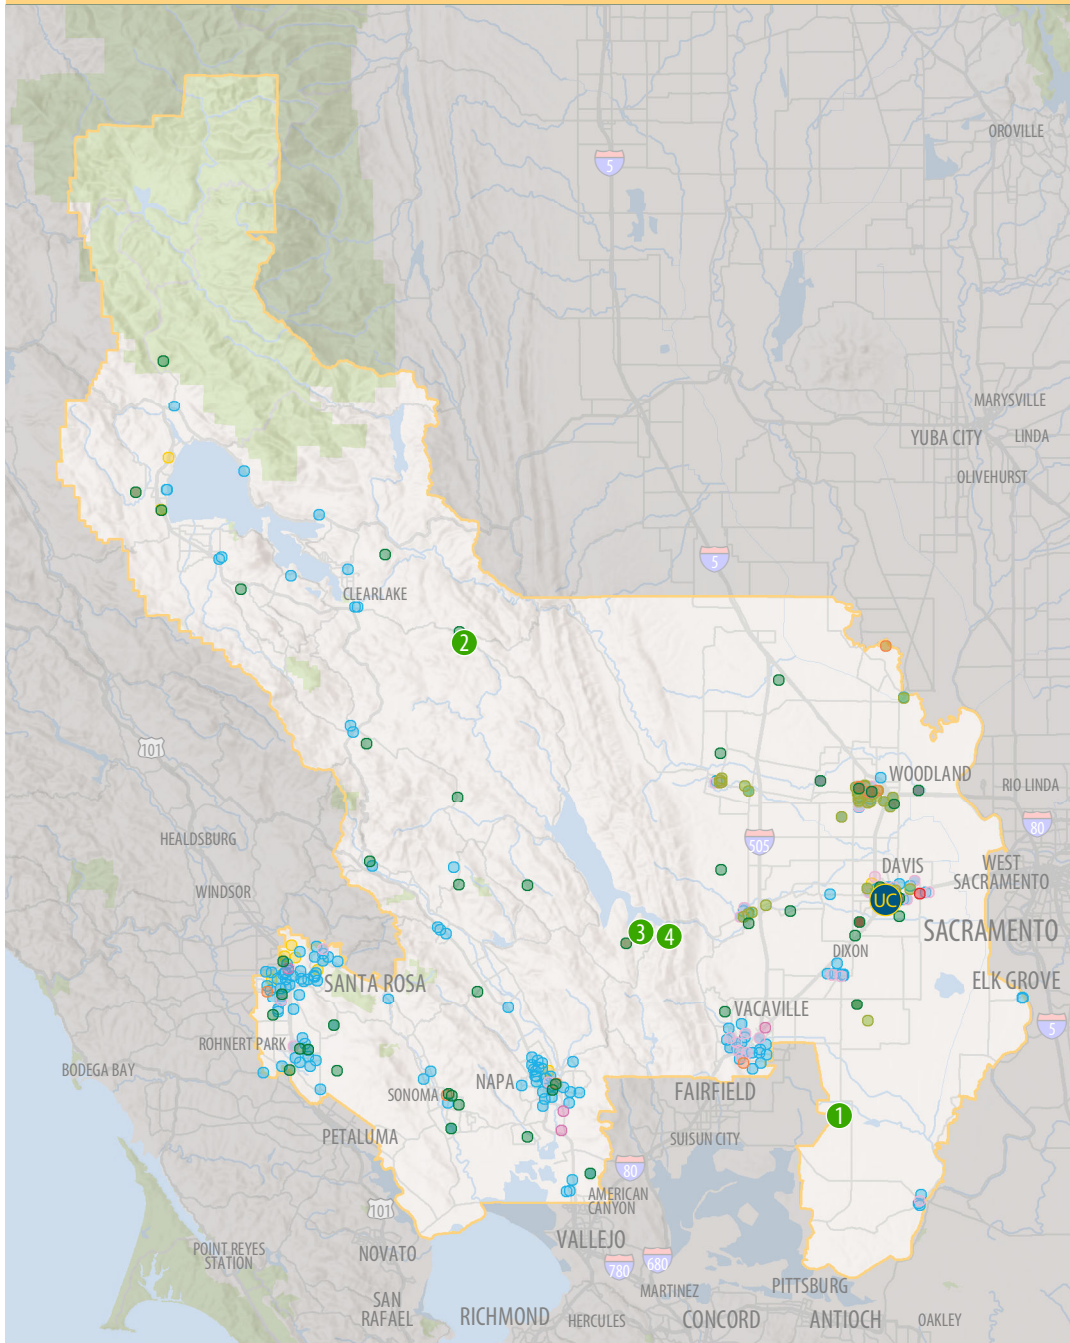 OROVILLE
5
MARYSVILLE
YUBA CITY
LINDA
OLIVEHURST
5
CLEARLAKE
2
101
WOODLAND
RIO LINDA
80
HEALDSBURG
505
DAVIS
WEST
SACRAMENTO
WINDSOR
UC
3
4
SACRAMENTO
DIXON
SANTA ROSA
ELK GROVE
VACAVILLE
5
ROHNERT PARK
BODEGA BAY
NAPA
SONOMA
FAIRFIELD
1
PETALUMA
SUISUN CITY
80
AMERICAN
CANYON
101
VALLEJO
POINT REYES
STATION
NOVATO
780
680
PITTSBURG
MARTINEZ
SAN
RAFAEL
RICHMOND
HERCULES
CONCORD
ANTIOCH
OAKLEY